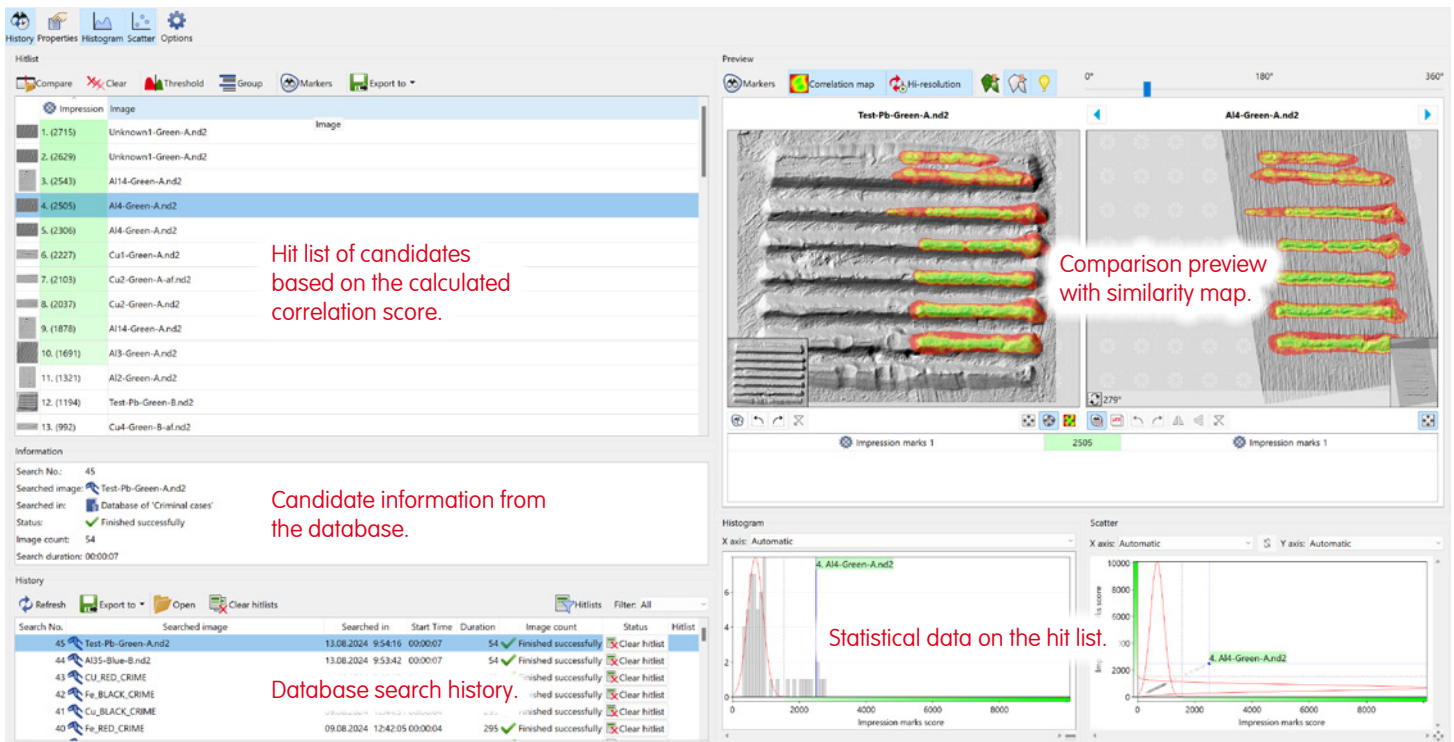 History Properties Histogram Scatter Options
Hitlist
Compare Clear Threshold Group Markers Export to
Impression Image
Image
1. (2715) Unknown1-Green-A.nd2
2. (2629) Unknown1-Green-A.nd2
3. (2543) Al14-Green-A.nd2
4. (2505) Al4-Green-A.nd2
5. (2306) Al4-Green-A.nd2
6. (2227) Cu1-Green-A.nd2
7. (2103) Cu2-Green-A-af.nd2
8. (2037) Cu2-Green-A.nd2
9. (1878) Al14-Green-A.nd2
10. (1691) Al3-Green-A.nd2
11. (1321) Al2-Green-A.nd2
12. (1194) Test-Pb-Green-B.nd2
13. (992) Cu4-Green-B-af.nd2
Hit list of candidates
based on the calculated
correlation score.
Information
Search No.: 45
Searched image: Test-Pb-Green-A.nd2
Searched in: Database of 'Criminal cases'
Status: Finished successfully
Image count: 54
Search duration: 00:00:07
Candidate information from
the database.
History
Refresh Export to Open Clear hitlists Hitlists Filter: All
Search No. Searched image Searched in Start Time Duration Image count Status Hitlist
45 Test-Pb-Green-A.nd2 13.08.2024 9:54:16 00:00:07 54 Finished successfully Clear hitlist
44 Al35-Blue-B.nd2 13.08.2024 9:53:42 00:00:07 54 Finished successfully Clear hitlist
43 CU_RED_CRIME Finished successfully Clear hitlist
42 Fe_BLACK_CRIME successfully Clear hitlist
41 Cu_BLACK_CRIME successfully Clear hitlist
40 Fe_RED_CRIME 09.08.2024 12:42:05 00:00:04 295 Finished successfully Clear hitlist
Database search history.
Preview
Markers Correlation map Hi-resolution 0° 180° 360°
Test-Pb-Green-A.nd2 Al4-Green-A.nd2
Comparison preview
with similarity map.
279°
Impression marks 1 2505 Impression marks 1
Histogram
X axis: Automatic
4. Al4-Green-A.nd2
6
4
2
0
0 2000 4000 6000 8000
Impression marks score
Scatter
X axis: Automatic Y axis: Automatic
10000
8000
6000
2000
0
4. Al4-Green-A.nd2
0 2000 4000 6000 8000 10000
Impression marks score
Statistical data on the hit list.